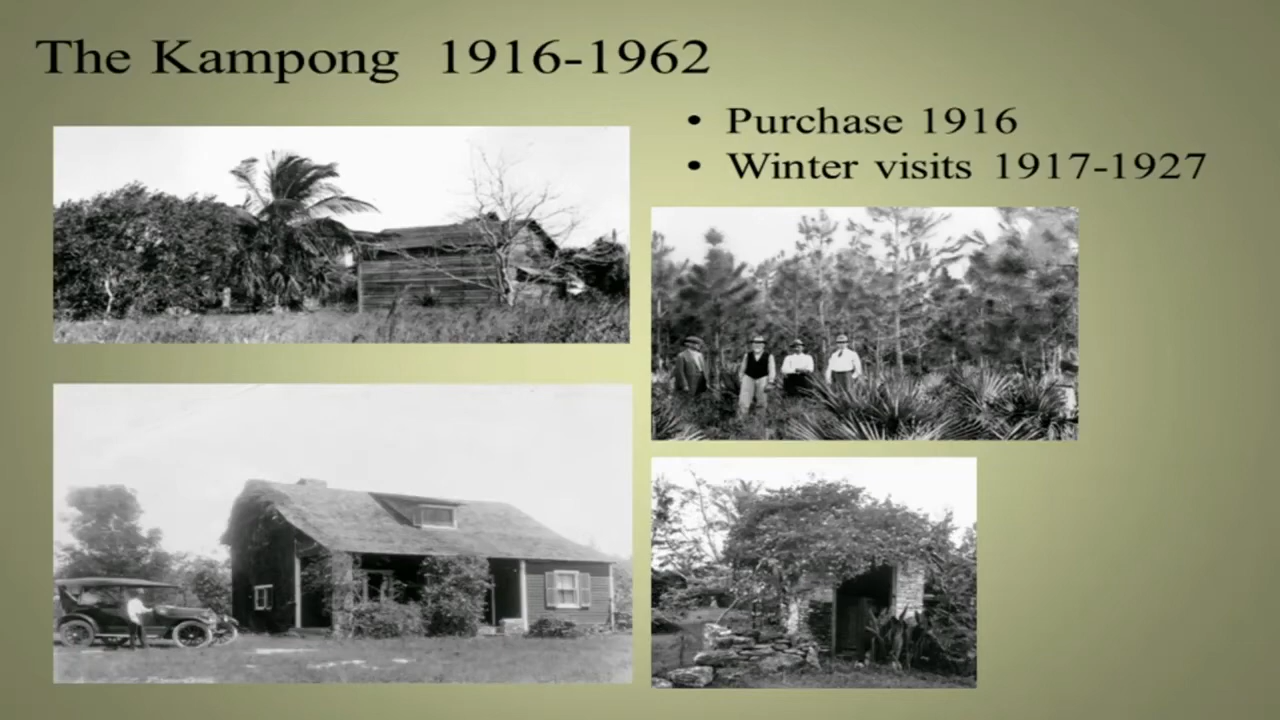 The Kampong 1916-1962
• Purchase 1916
• Winter visits 1917-1927